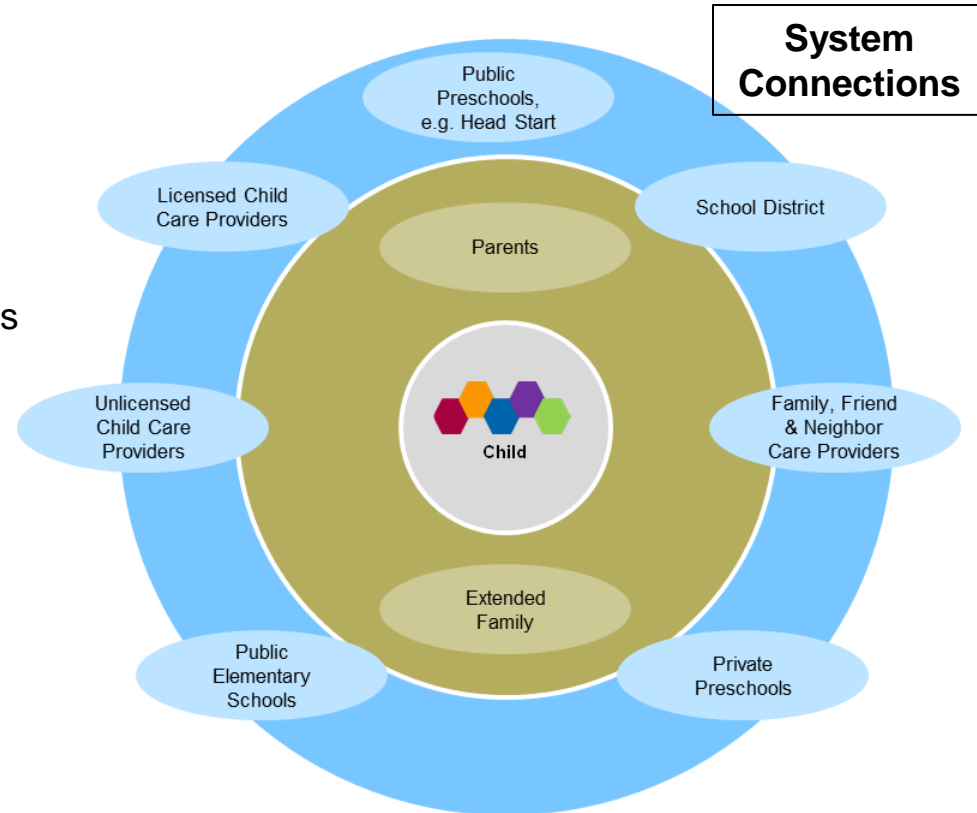 System
Connections
Public
Preschools,
e.g. Head Start
Licensed Child
Care Providers
School District
Parents
s
Unlicensed
Child Care
Providers
Child
Family, Friend
& Neighbor
Care Providers
Extended
Family
Public
Elementary
Schools
Private
Preschools